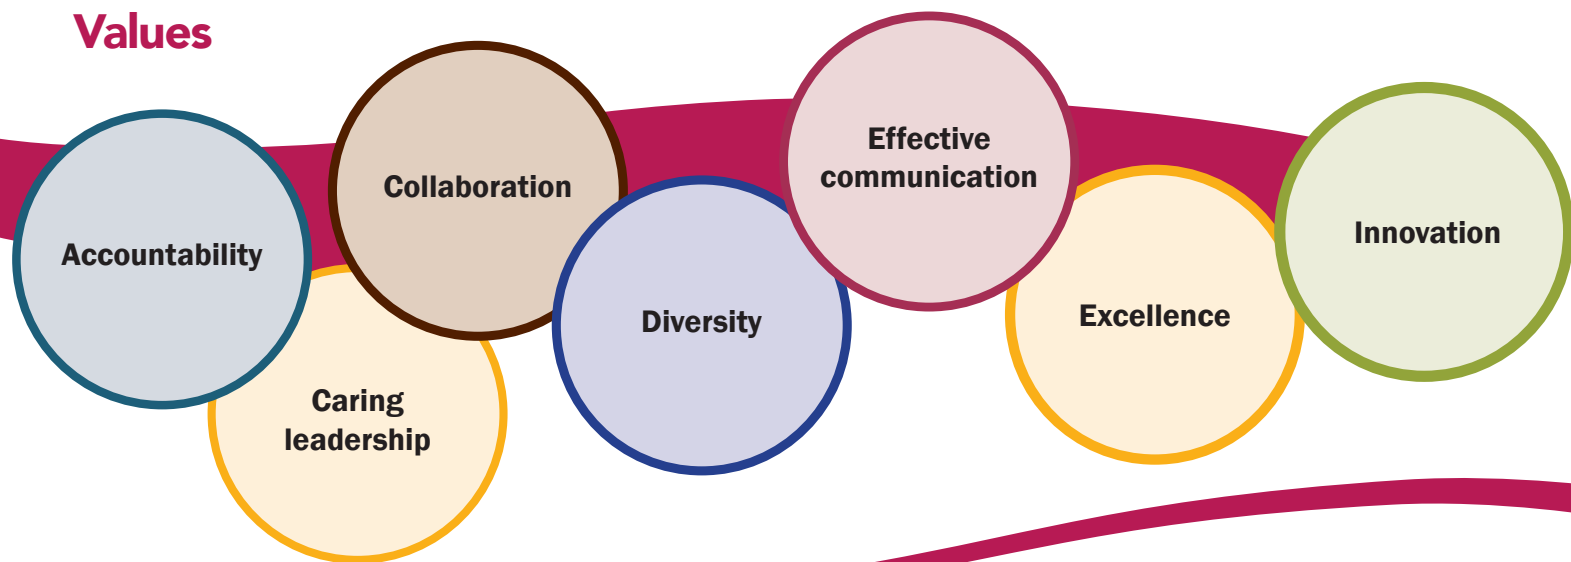 Values
Accountability
Caring
leadership
Collaboration
Diversity
Effective
communication
Excellence
Innovation